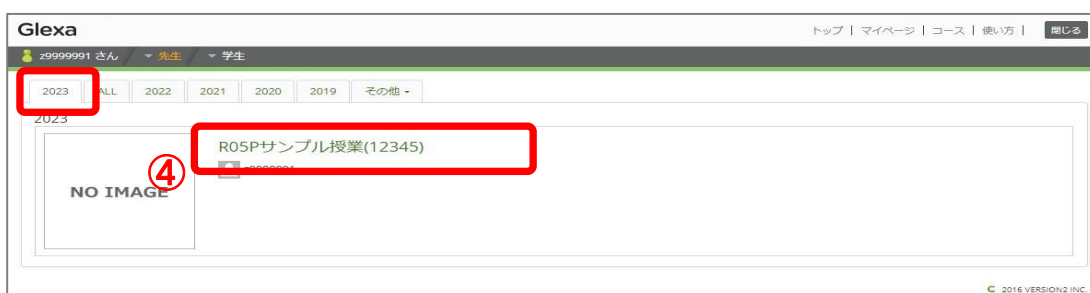 Glexa
トップ | マイページ | コース | 使い方 | 閉じる
z9999991 さん 先生 学生
2023 ALL 2022 2021 2020 2019 その他
2023
R05Pサンプル授業(12345)
z9999991
④
NO IMAGE
C 2016 VERSION2 INC.